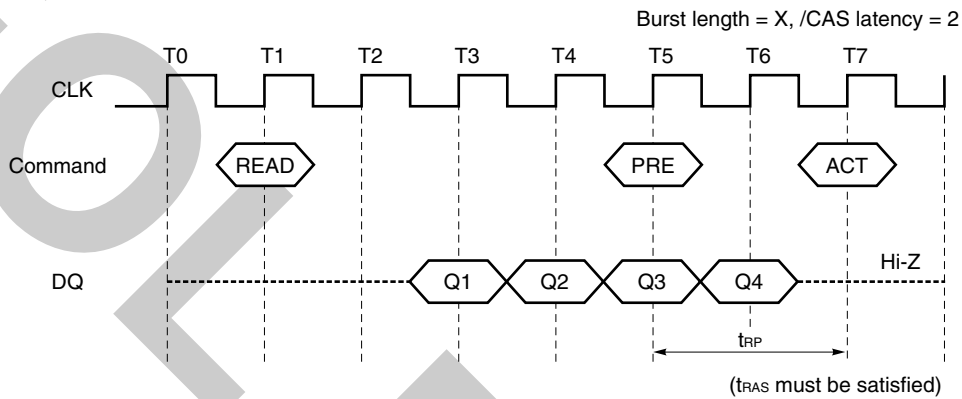 Burst length = X, /CAS latency = 2
T0 T1 T2 T3 T4 T5 T6 T7
CLK
Command READ PRE ACT
Hi-Z
DQ Q1 Q2 Q3 Q4
tRP
(tRAS must be satisfied)